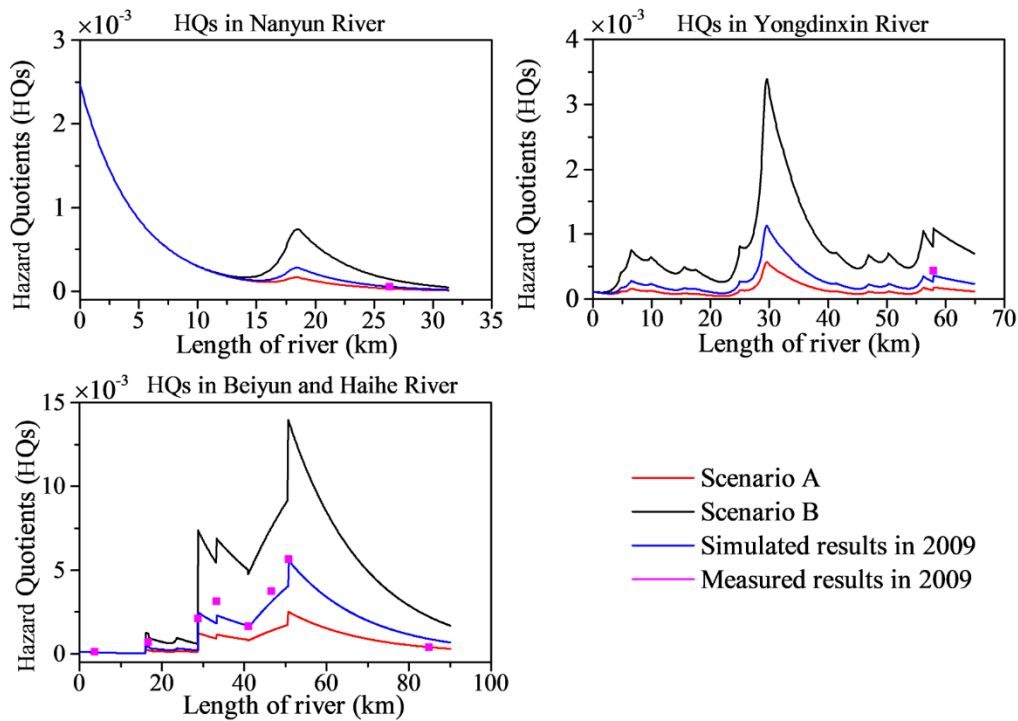 HQs in Nanyun River
×10⁻³
Hazard Quotients (HQs)
3
2
1
0
0 5 10 15 20 25 30 35
Length of river (km)
HQs in Yongdinxin River
×10⁻³
Hazard Quotients (HQs)
4
3
2
1
0
0 10 20 30 40 50 60 70
Length of river (km)
HQs in Beiyun and Haihe River
×10⁻³
Hazard Quotients (HQs)
15
10
5
0
0 20 40 60 80 100
Length of river (km)
Scenario A
Scenario B
Simulated results in 2009
Measured results in 2009